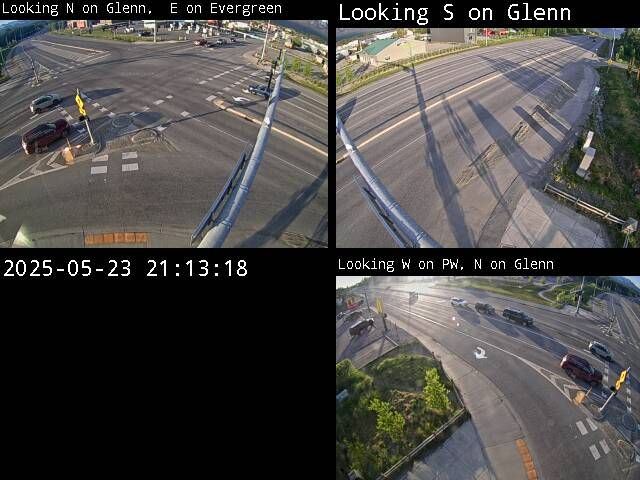 Looking N on Glenn,  E on Evergreen
Looking S on Glenn
2025-05-23 21:13:18
Looking W on PW, N on Glenn